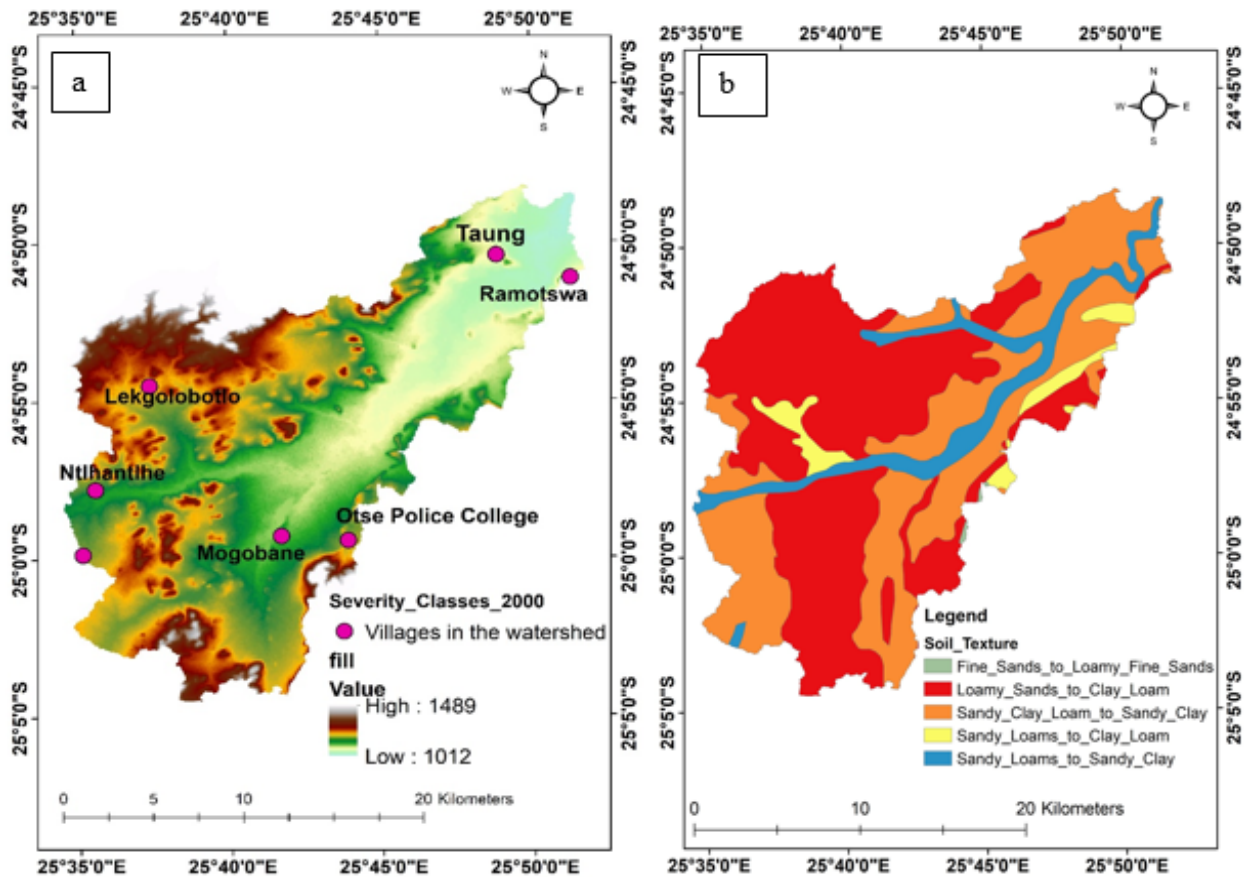 25°35'0"E 25°40'0"E 25°45'0"E 25°50'0"E
a
N
W E
S
24°45'0"S
24°50'0"S
24°55'0"S
25°0'0"S
25°5'0"S
24°45'0"S
24°50'0"S
24°55'0"S
25°0'0"S
25°5'0"S
Taung
Ramotswa
Lekgolobotlo
Ntlhantlhe
Otse Police College
Mogobane
Severity_Classes_2000
Villages in the watershed
fill
Value
High : 1489
Low : 1012
0 5 10 20 Kilometers
25°35'0"E 25°40'0"E 25°45'0"E 25°50'0"E
25°35'0"E 25°40'0"E 25°45'0"E 25°50'0"E
b
N
W E
S
24°45'0"S
24°50'0"S
24°55'0"S
25°0'0"S
25°5'0"S
24°45'0"S
24°50'0"S
24°55'0"S
25°0'0"S
25°5'0"S
Legend
Soil_Texture
Fine_Sands_to_Loamy_Fine_Sands
Loamy_Sands_to_Clay_Loam
Sandy_Clay_Loam_to_Sandy_Clay
Sandy_Loams_to_Clay_Loam
Sandy_Loams_to_Sandy_Clay
0 10 20 Kilometers
25°35'0"E 25°40'0"E 25°45'0"E 25°50'0"E